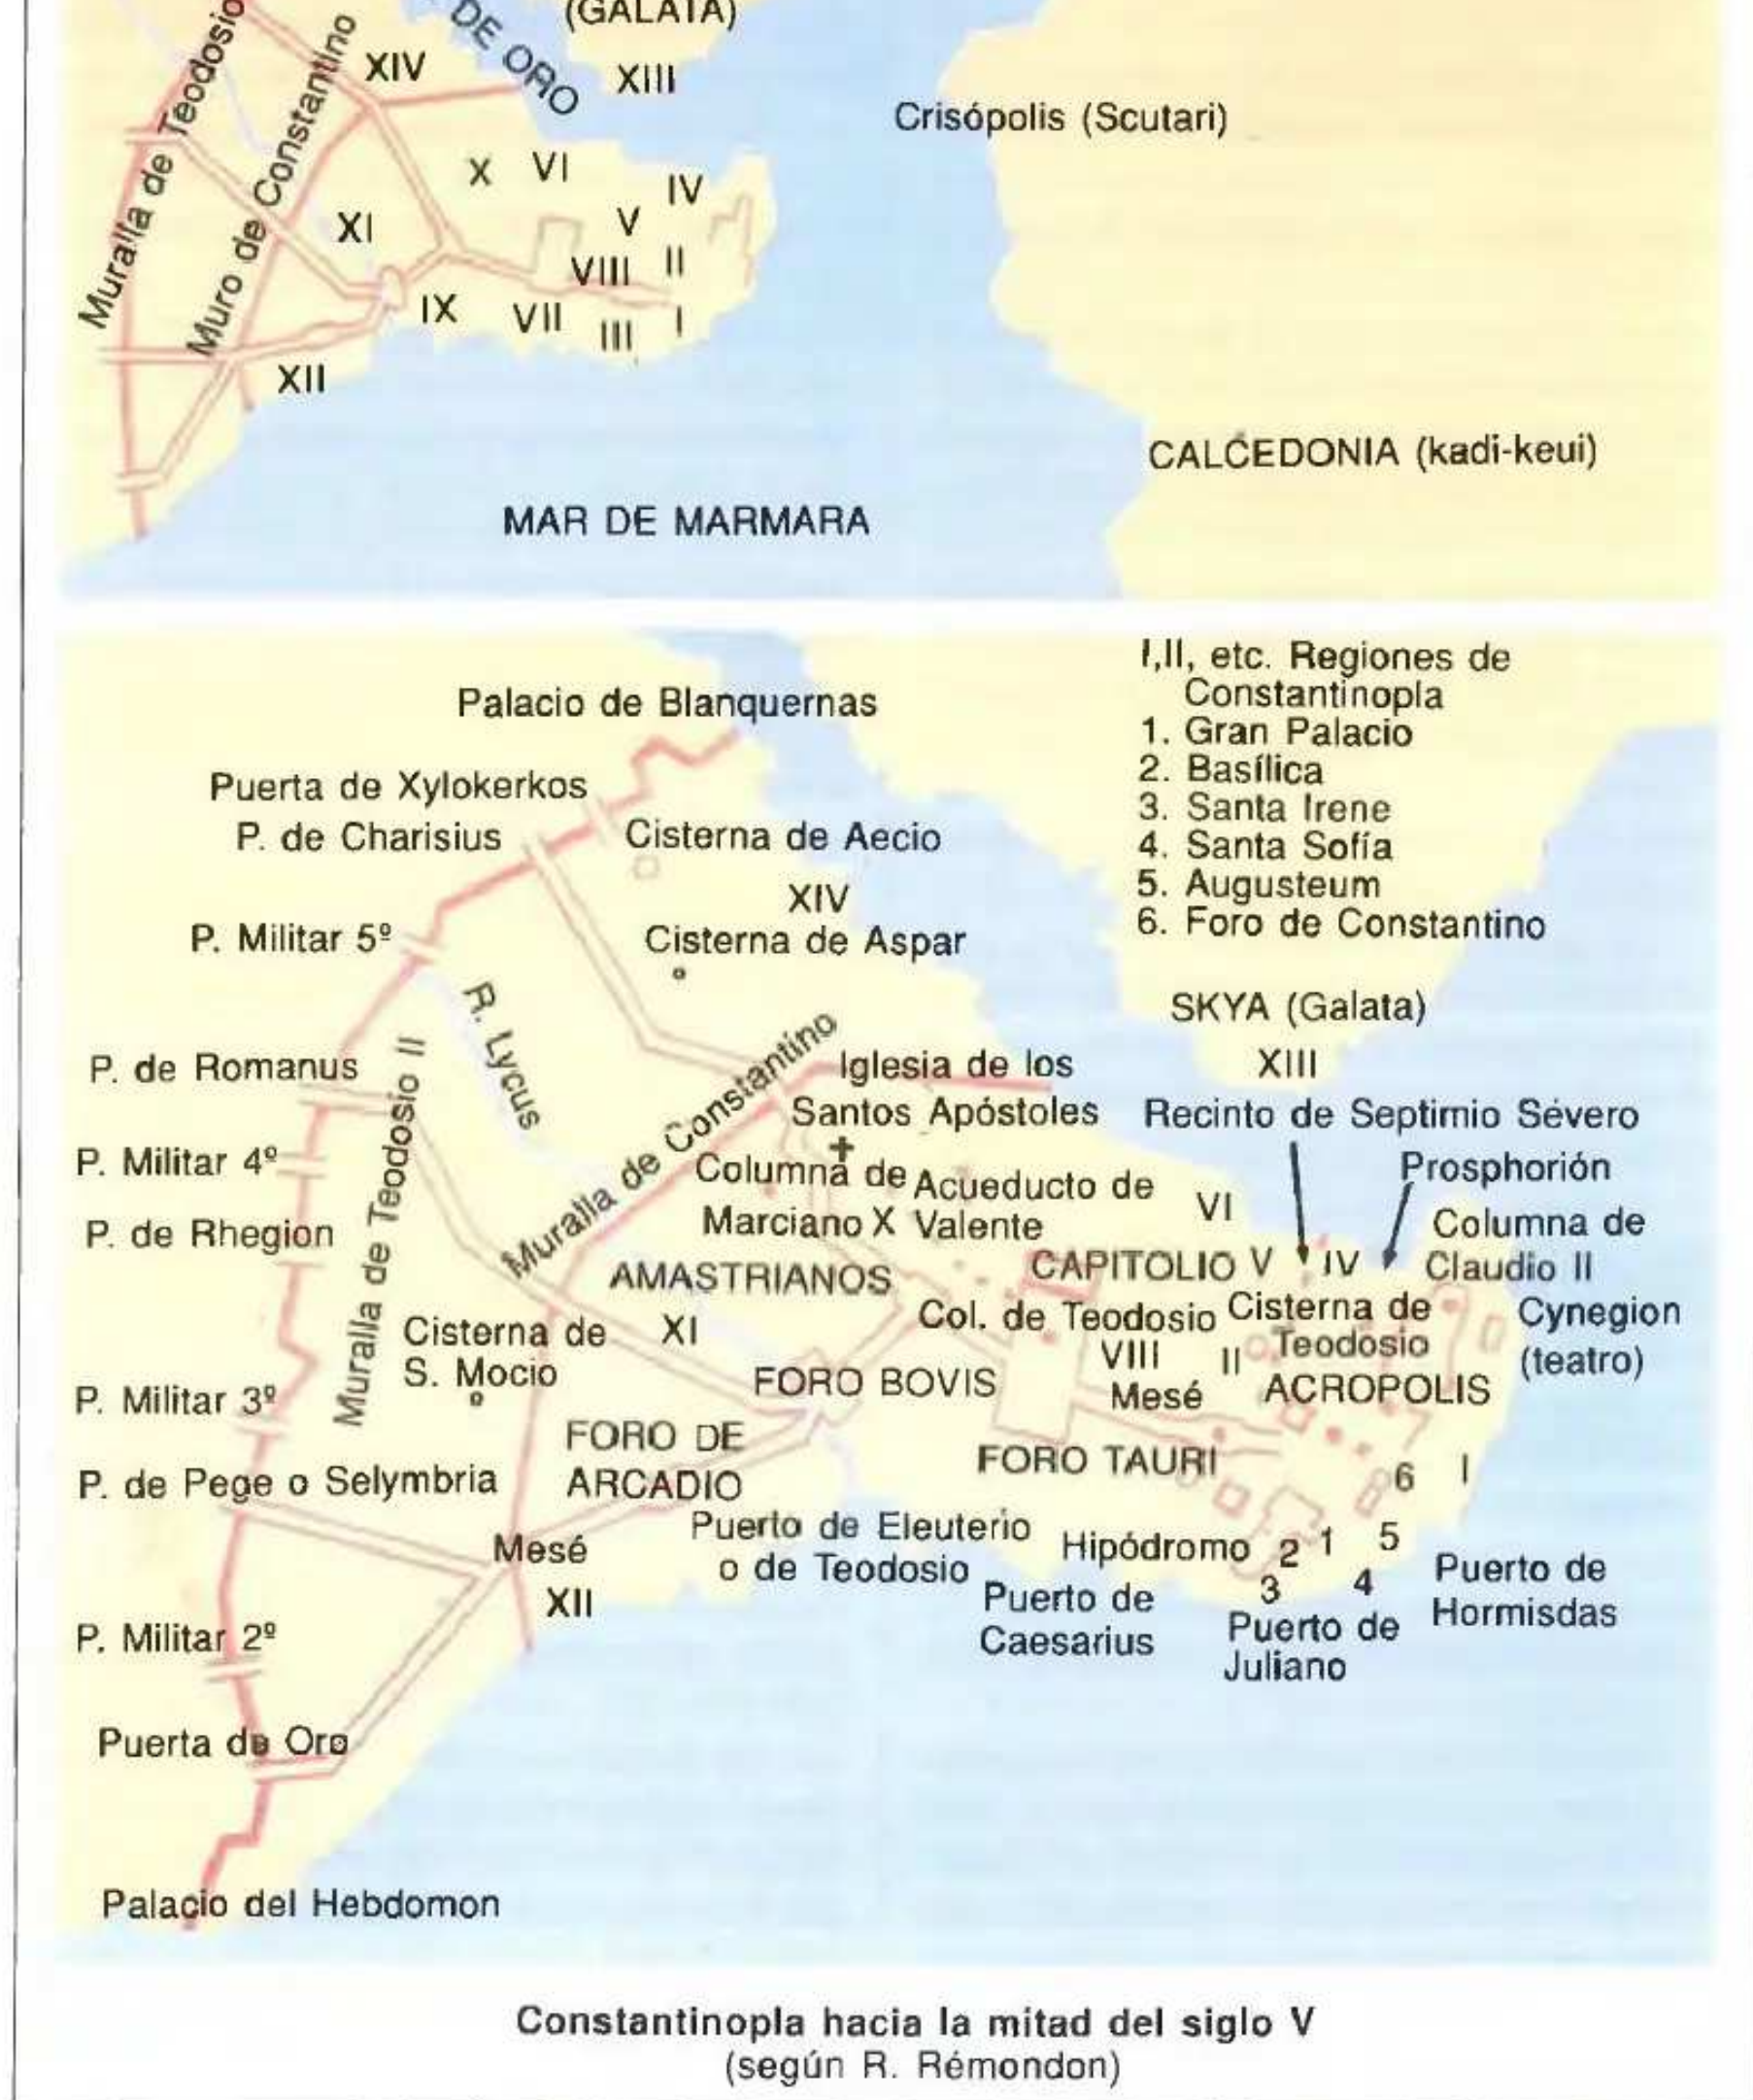 (GALATA)
DE ORO
Muralla de Teodosio
Muro de Constantino
XIV
XIII
Crisópolis (Scutari)
X
VI
IV
V
XI
VIII
II
IX
VII
III
I
XII
CALCEDONIA (kadi-keui)
MAR DE MARMARA
I,II, etc. Regiones de
Constantinopla
1. Gran Palacio
2. Basílica
3. Santa Irene
4. Santa Sofía
5. Augusteum
6. Foro de Constantino
Palacio de Blanquernas
Puerta de Xylokerkos
P. de Charisius
Cisterna de Aecio
XIV
P. Militar 5º
Cisterna de Aspar
R. Lycus
SKYA (Galata)
XIII
P. de Romanus
Muralla de Teodosio II
Muralla de Constantino
Iglesia de los
Santos Apóstoles
Recinto de Septimio Severo
P. Militar 4º
Columna de
Marciano
X
Acueducto de
Valente
VI
Prosphorión
P. de Rhegion
Columna de
Claudio II
AMASTRIANOS
CAPITOLIO
V
IV
Cisterna de
S. Mocio
XI
Col. de Teodosio
Cisterna de
Teodosio
Cynegion
(teatro)
VIII
II
P. Militar 3º
FORO BOVIS
Mesé
ACROPOLIS
FORO DE
ARCADIO
FORO TAURI
6
I
P. de Pege o Selymbria
Mesé
Puerto de Eleuterio
o de Teodosio
Hipódromo
2
1
5
3
4
XII
Puerto de
Caesarius
Puerto de
Juliano
Puerto de
Hormisdas
P. Militar 2º
Puerta de Oro
Palacio del Hebdomon
Constantinopla hacia la mitad del siglo V
(según R. Rémondon)